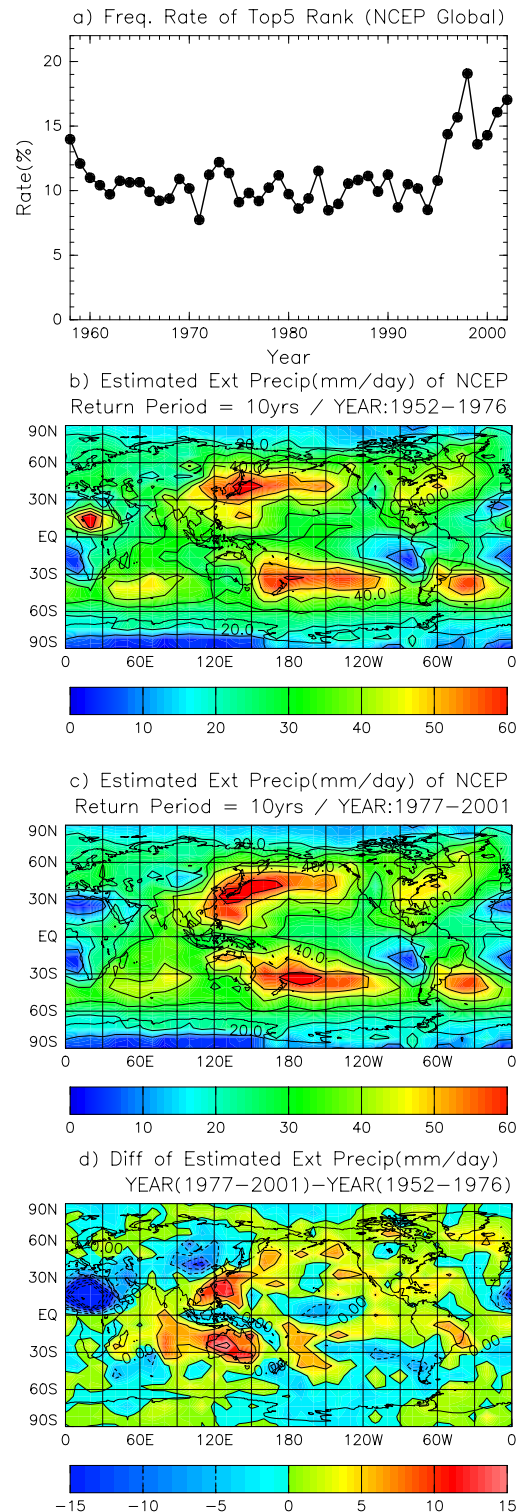 a) Freq. Rate of Top5 Rank (NCEP Global)
20
15
10
5
0
Rate(%)
1960 1970 1980 1990 2000
Year
b) Estimated Ext Precip(mm/day) of NCEP
Return Period = 10yrs / YEAR:1952−1976
90N
60N
30N
EQ
30S
60S
90S
20.0
40.0
40.0
40.0
20.0
0 60E 120E 180 120W 60W 0
0 10 20 30 40 50 60
c) Estimated Ext Precip(mm/day) of NCEP
Return Period = 10yrs / YEAR:1977−2001
90N
60N
30N
EQ
30S
60S
90S
20.0
40.0
40.0
40.0
20.0
0 60E 120E 180 120W 60W 0
0 10 20 30 40 50 60
d) Diff of Estimated Ext Precip(mm/day)
YEAR(1977−2001)−YEAR(1952−1976)
90N
60N
30N
EQ
30S
60S
90S
0.00
0.00
0.00
0.00
0 60E 120E 180 120W 60W 0
−15 −10 −5 0 5 10 15